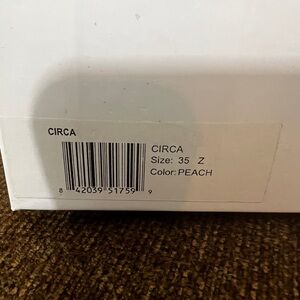 CIRCA
CIRCA
Size: 35 Z
Color: PEACH
8 42039 51759 9